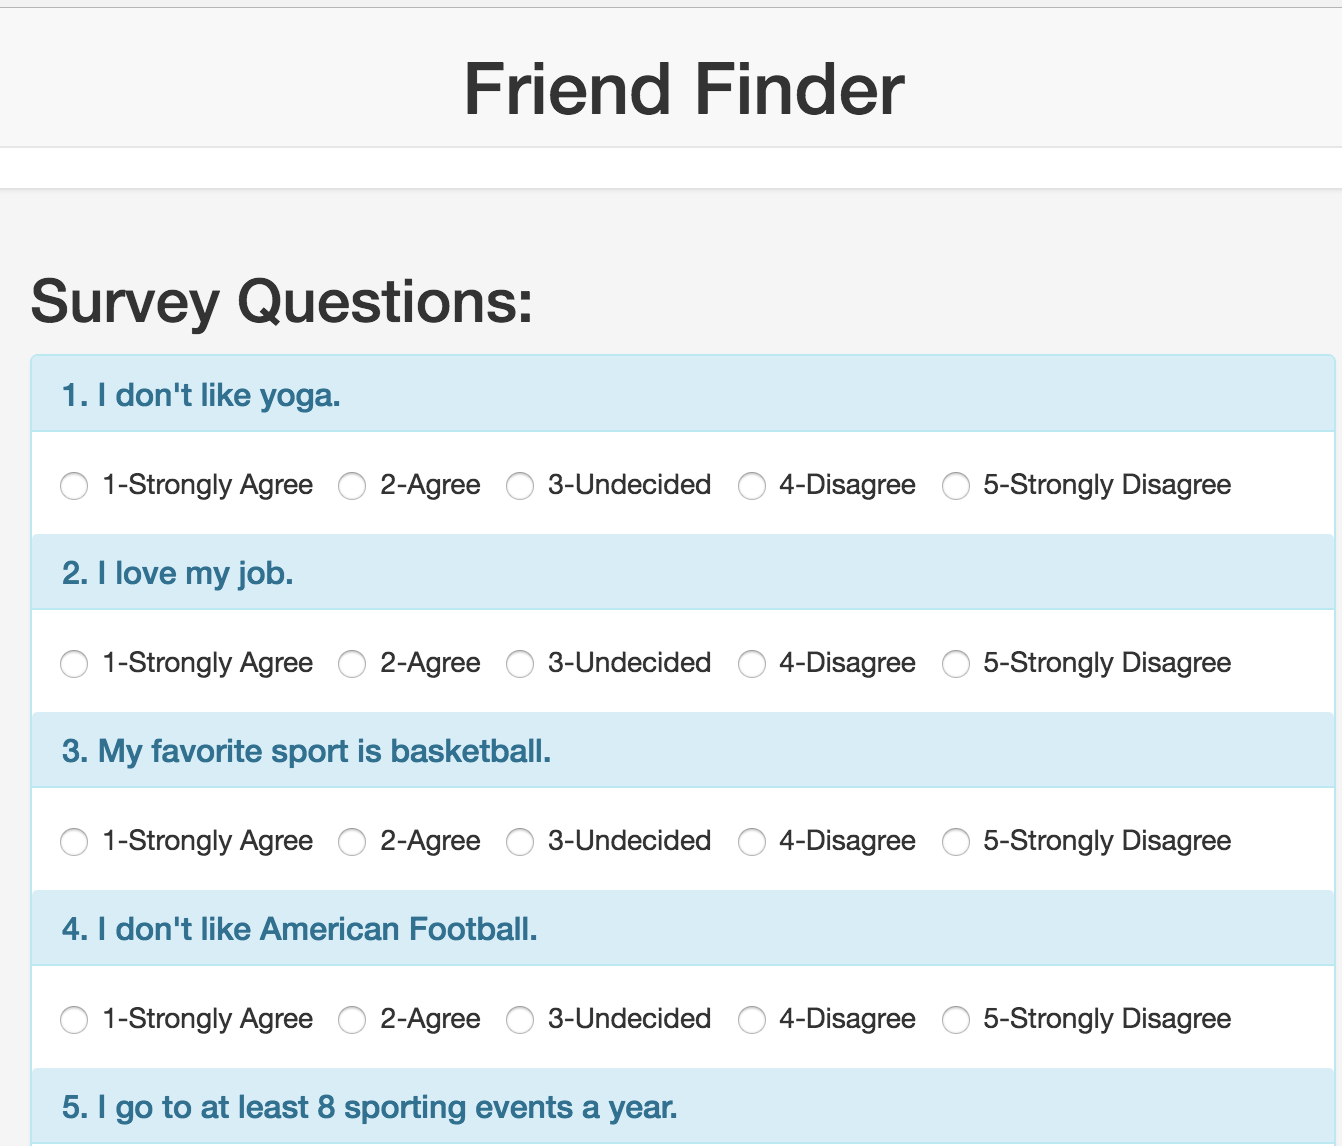 Friend Finder
Survey Questions:
1. I don't like yoga.
1-Strongly Agree 2-Agree 3-Undecided 4-Disagree 5-Strongly Disagree
2. I love my job.
1-Strongly Agree 2-Agree 3-Undecided 4-Disagree 5-Strongly Disagree
3. My favorite sport is basketball.
1-Strongly Agree 2-Agree 3-Undecided 4-Disagree 5-Strongly Disagree
4. I don't like American Football.
1-Strongly Agree 2-Agree 3-Undecided 4-Disagree 5-Strongly Disagree
5. I go to at least 8 sporting events a year.